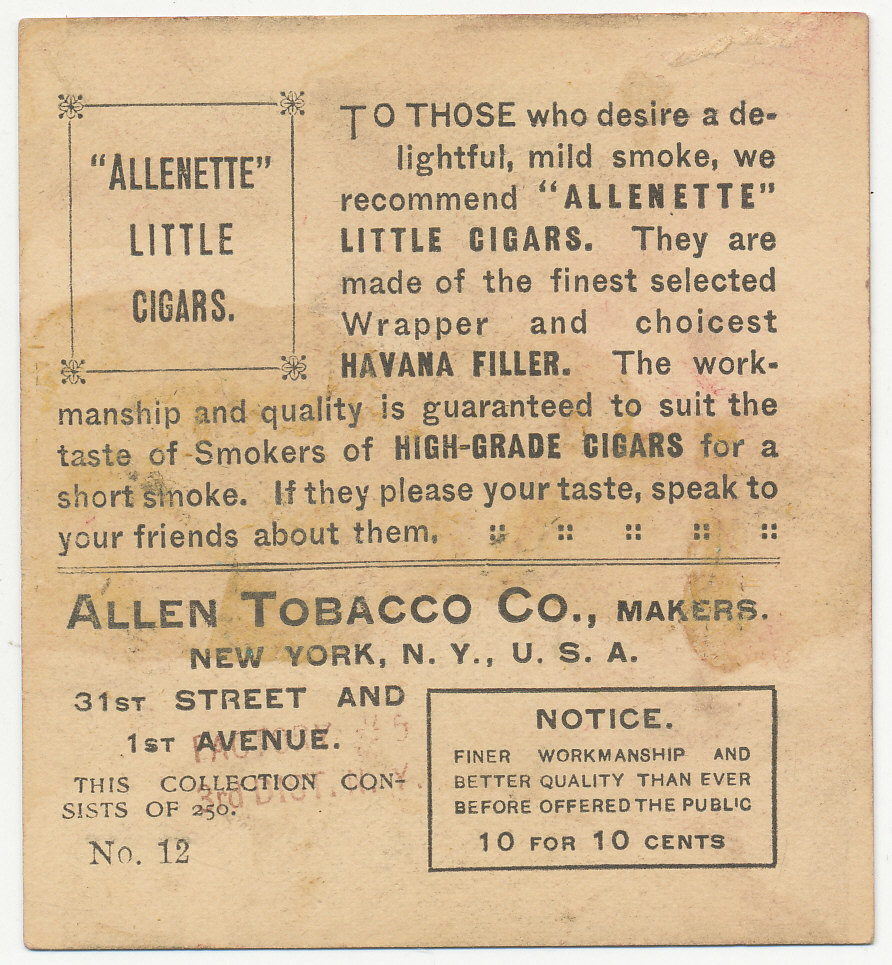 "ALLENETTE"
LITTLE
CIGARS.
TO THOSE who desire a de-
lightful, mild smoke, we
recommend "ALLENETTE"
LITTLE CIGARS. They are
made of the finest selected
Wrapper and choicest
HAVANA FILLER. The work-
manship and quality is guaranteed to suit the
taste of Smokers of HIGH-GRADE CIGARS for a
short smoke. If they please your taste, speak to
your friends about them. :: :: :: :: ::
ALLEN TOBACCO CO., MAKERS.
NEW YORK, N. Y., U. S. A.
31ST STREET AND
1ST AVENUE.
FACTORY
3rd DIST. N.Y.
THIS COLLECTION CON-
SISTS OF 250.
No. 12
NOTICE.
FINER WORKMANSHIP AND
BETTER QUALITY THAN EVER
BEFORE OFFERED THE PUBLIC
10 FOR 10 CENTS